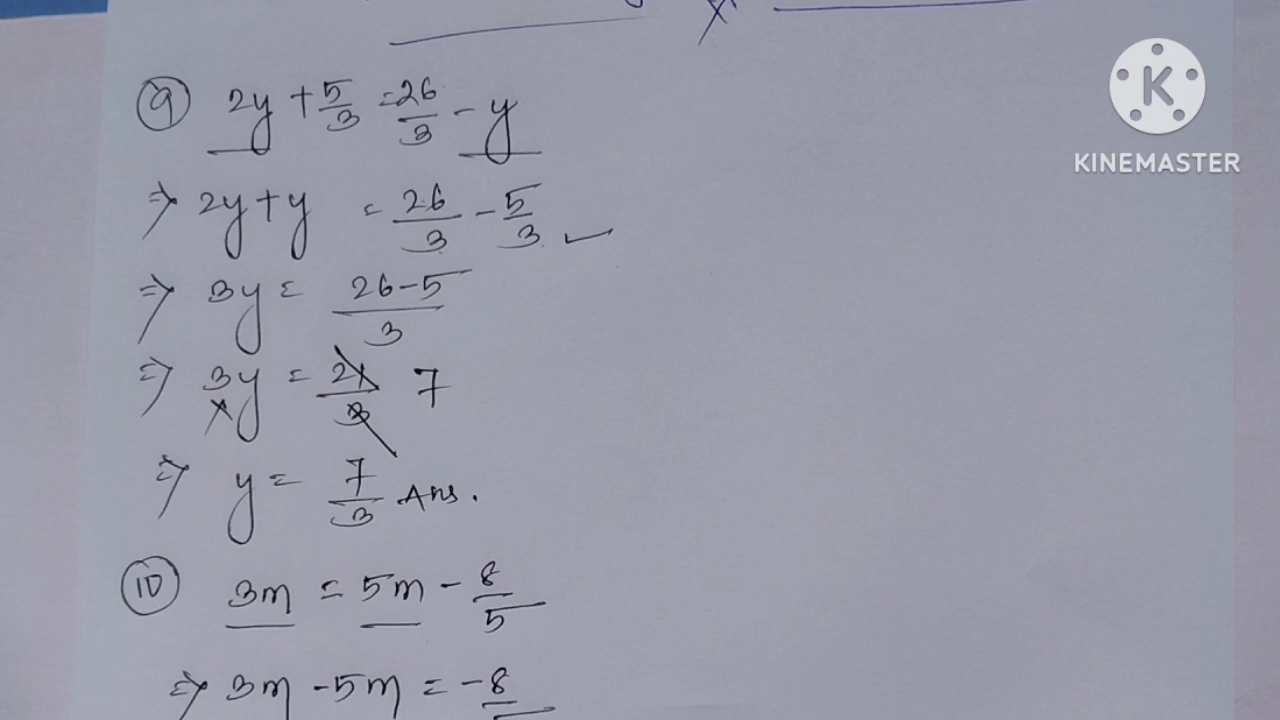 K
KINEMASTER
(9) 2y + 5/3 = 26/3 - y
⇒ 2y + y = 26/3 - 5/3 ✓
⇒ 3y = 26-5/3
⇒ 3y = 21/3 7
⇒ y = 7/3 Ans.
(10) 3m = 5m - 8/5
⇒ 3m - 5m = -8